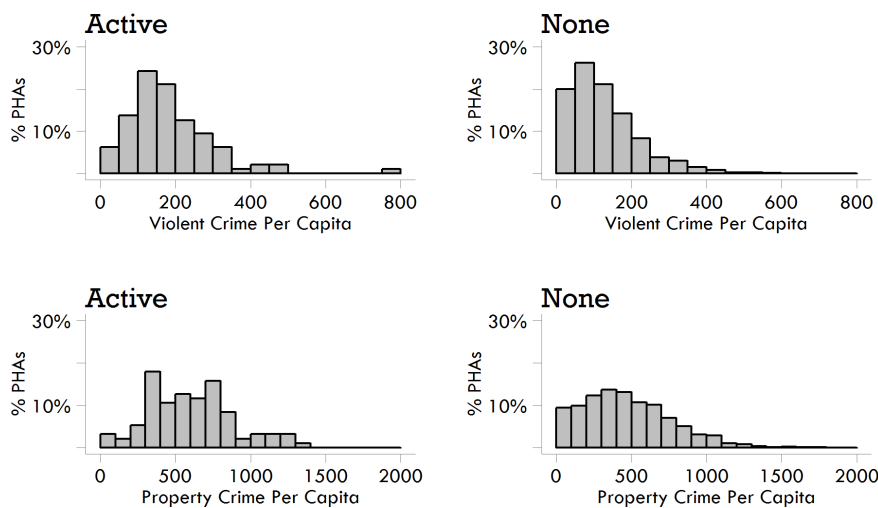 Active
30%
10%
% PHAs
0 200 400 600 800
Violent Crime Per Capita
None
30%
10%
% PHAs
0 200 400 600 800
Violent Crime Per Capita
Active
30%
10%
% PHAs
0 500 1000 1500 2000
Property Crime Per Capita
None
30%
10%
% PHAs
0 500 1000 1500 2000
Property Crime Per Capita